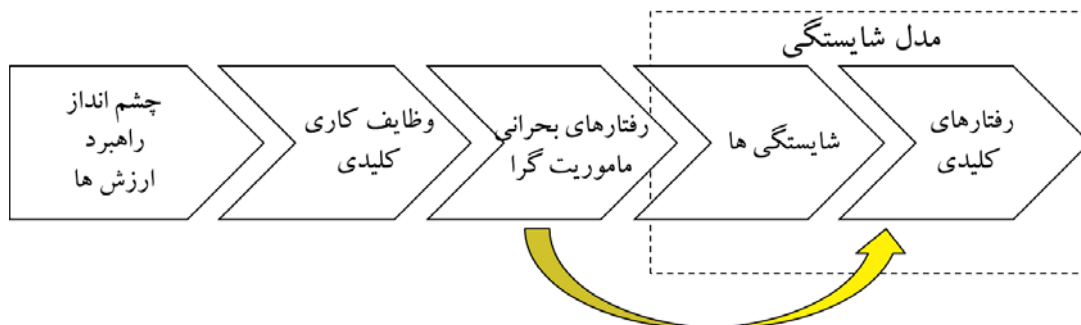 مدل شایستگی
چشم انداز
راهبرد
ارزش ها
وظایف کاری
کلیدی
رفتارهای بحرانی
ماموریت گرا
شایستگی ها
رفتارهای
کلیدی